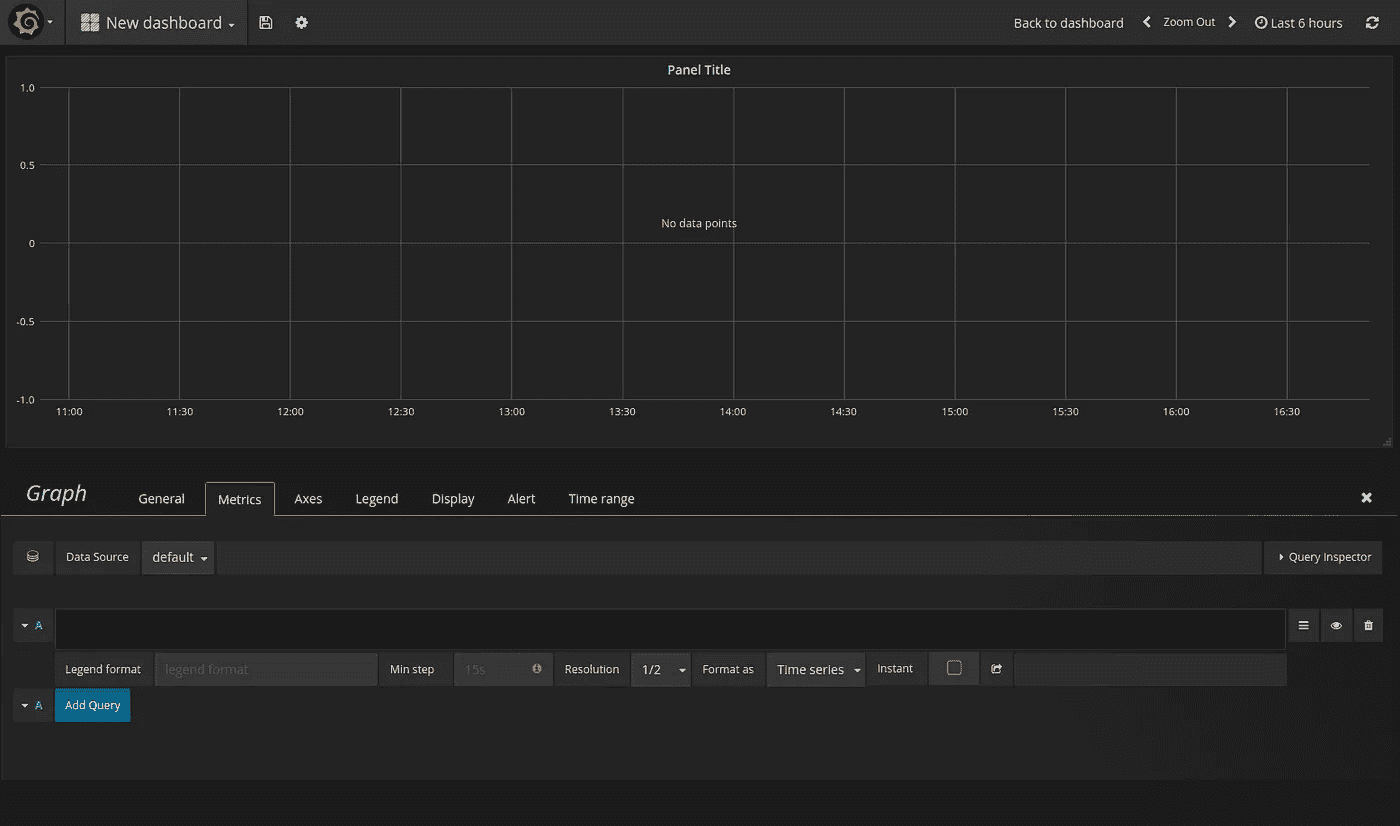 New dashboard
Back to dashboard Zoom Out Last 6 hours
Panel Title
1.0
0.5
No data points
0
-0.5
-1.0
11:00 11:30 12:00 12:30 13:00 13:30 14:00 14:30 15:00 15:30 16:00 16:30
Graph General Metrics Axes Legend Display Alert Time range
Data Source default Query Inspector
A
Legend format legend format Min step 15s Resolution 1/2 Format as Time series Instant
A Add Query